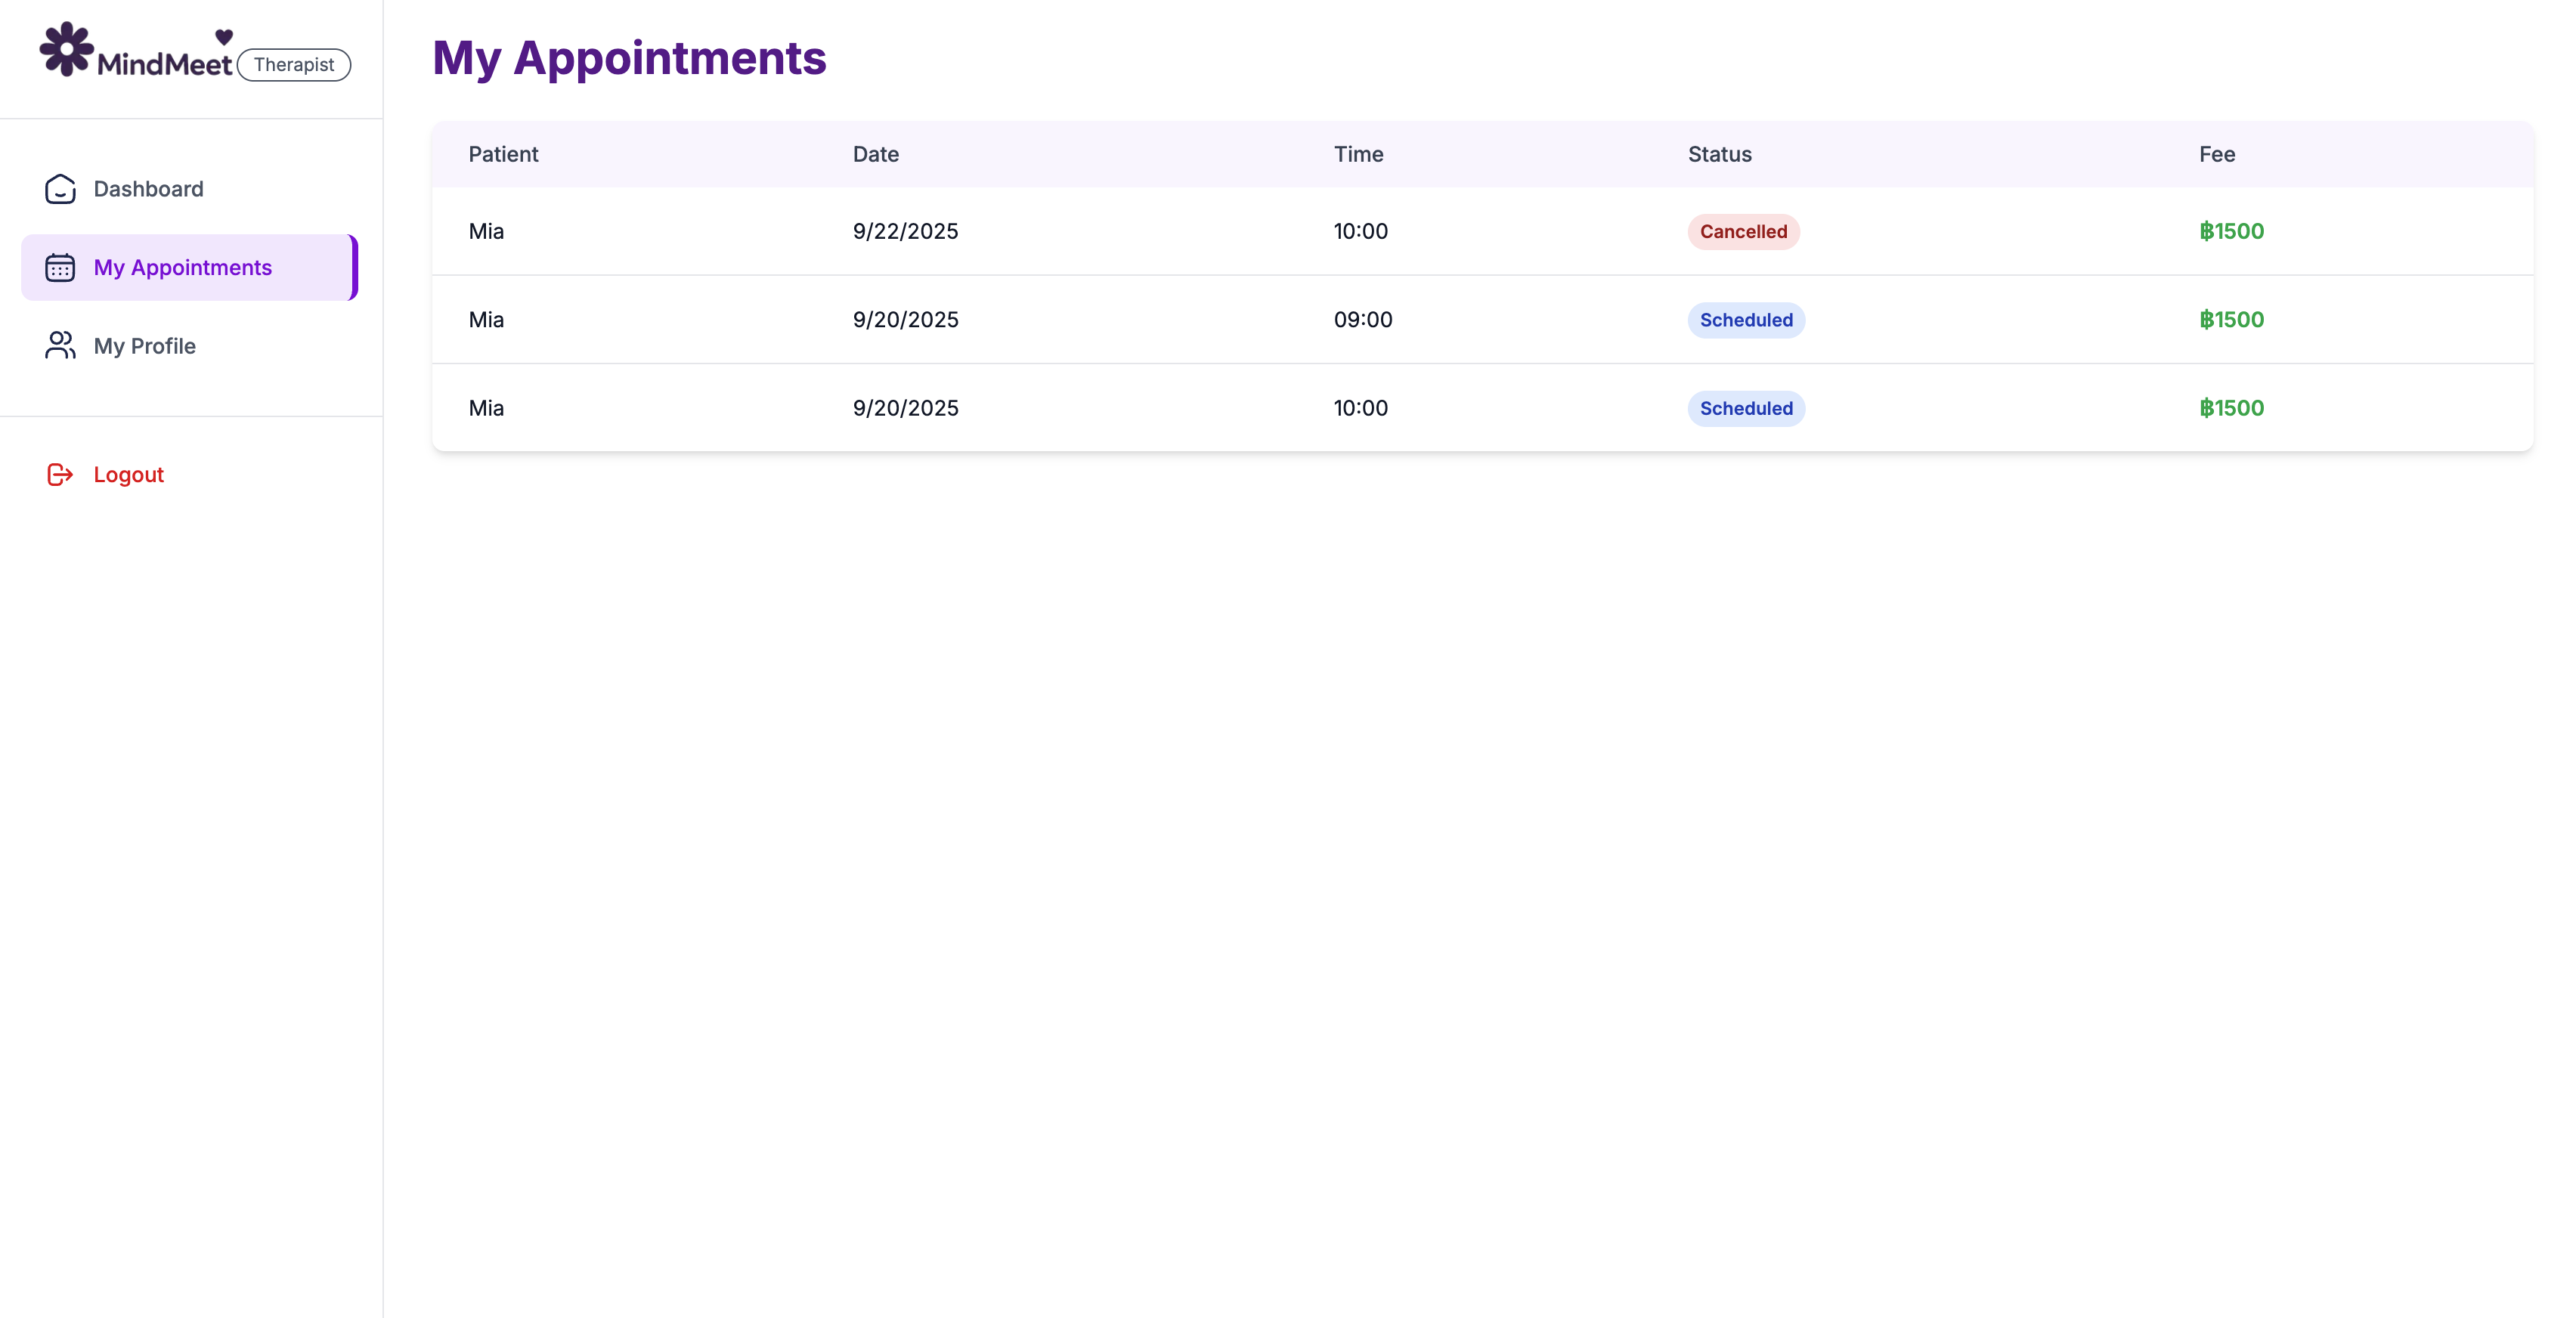 MindMeet Therapist
My Appointments
Patient Date Time Status Fee
Mia 9/22/2025 10:00 Cancelled ฿1500
Mia 9/20/2025 09:00 Scheduled ฿1500
Mia 9/20/2025 10:00 Scheduled ฿1500
Dashboard
My Appointments
My Profile
Logout